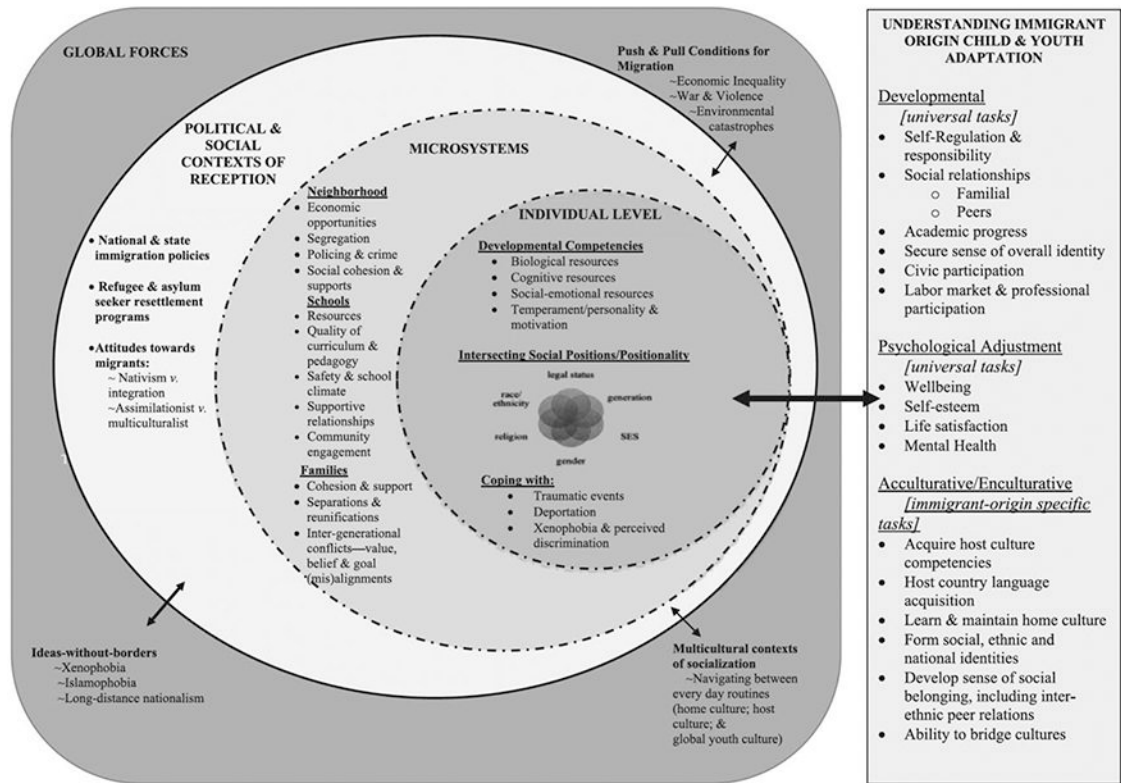 GLOBAL FORCES
Push & Pull Conditions for
Migration
~Economic Inequality
~War & Violence
~Environmental
catastrophes
POLITICAL &
SOCIAL
CONTEXTS OF
RECEPTION
•National & state
immigration policies
•Refugee & asylum
seeker resettlement
programs
•Attitudes towards
migrants:
~ Nativism v.
integration
~Assimilationist v.
multiculturalist
MICROSYSTEMS
Neighborhood
• Economic
opportunities
• Segregation
• Policing & crime
• Social cohesion &
supports
Schools
• Resources
• Quality of
curriculum &
pedagogy
• Safety & school
climate
• Supportive
relationships
• Community
engagement
Families
• Cohesion & support
• Separations &
reunifications
• Inter-generational
conflicts—value,
belief & goal
(mis)alignments
INDIVIDUAL LEVEL
Developmental Competencies
• Biological resources
• Cognitive resources
• Social-emotional resources
• Temperament/personality &
motivation
Intersecting Social Positions/Positionality
legal status
race/
ethnicity
generation
religion
SES
gender
Coping with:
• Traumatic events
• Deportation
• Xenophobia & perceived
discrimination
Ideas-without-borders
~Xenophobia
~Islamophobia
~Long-distance nationalism
Multicultural contexts
of socialization
~Navigating between
every day routines
(home culture; host
culture; &
global youth culture)
UNDERSTANDING IMMIGRANT
ORIGIN CHILD & YOUTH
ADAPTATION
Developmental
[universal tasks]
• Self-Regulation &
responsibility
• Social relationships
o Familial
o Peers
• Academic progress
• Secure sense of overall identity
• Civic participation
• Labor market & professional
participation
Psychological Adjustment
[universal tasks]
• Wellbeing
• Self-esteem
• Life satisfaction
• Mental Health
Acculturative/Enculturative
[immigrant-origin specific
tasks]
• Acquire host culture
competencies
• Host country language
acquisition
• Learn & maintain home culture
• Form social, ethnic and
national identities
• Develop sense of social
belonging, including inter-
ethnic peer relations
• Ability to bridge cultures